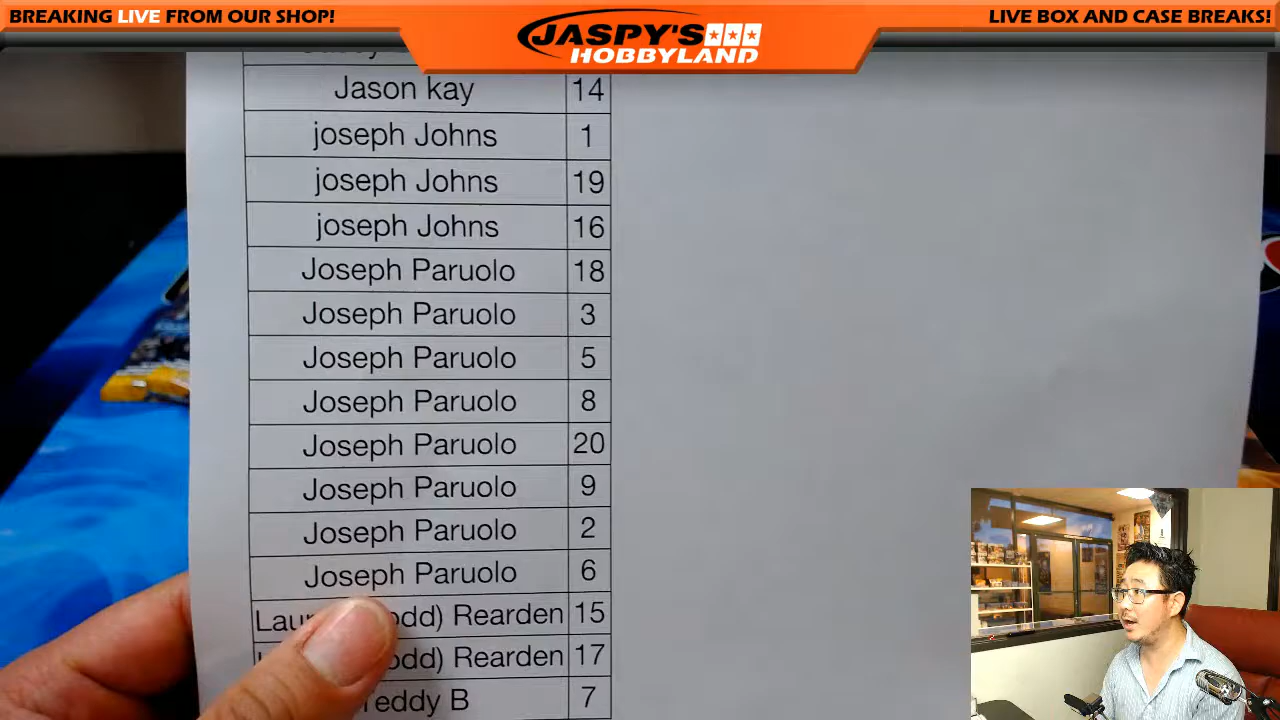 BREAKING LIVE FROM OUR SHOP!
JASPY'S
HOBBYLAND
LIVE BOX AND CASE BREAKS!
Jason kay 14
joseph Johns 1
joseph Johns 19
joseph Johns 16
Joseph Paruolo 18
Joseph Paruolo 3
Joseph Paruolo 5
Joseph Paruolo 8
Joseph Paruolo 20
Joseph Paruolo 9
Joseph Paruolo 2
Joseph Paruolo 6
Rearden 15
Rearden 17
Teddy B 7